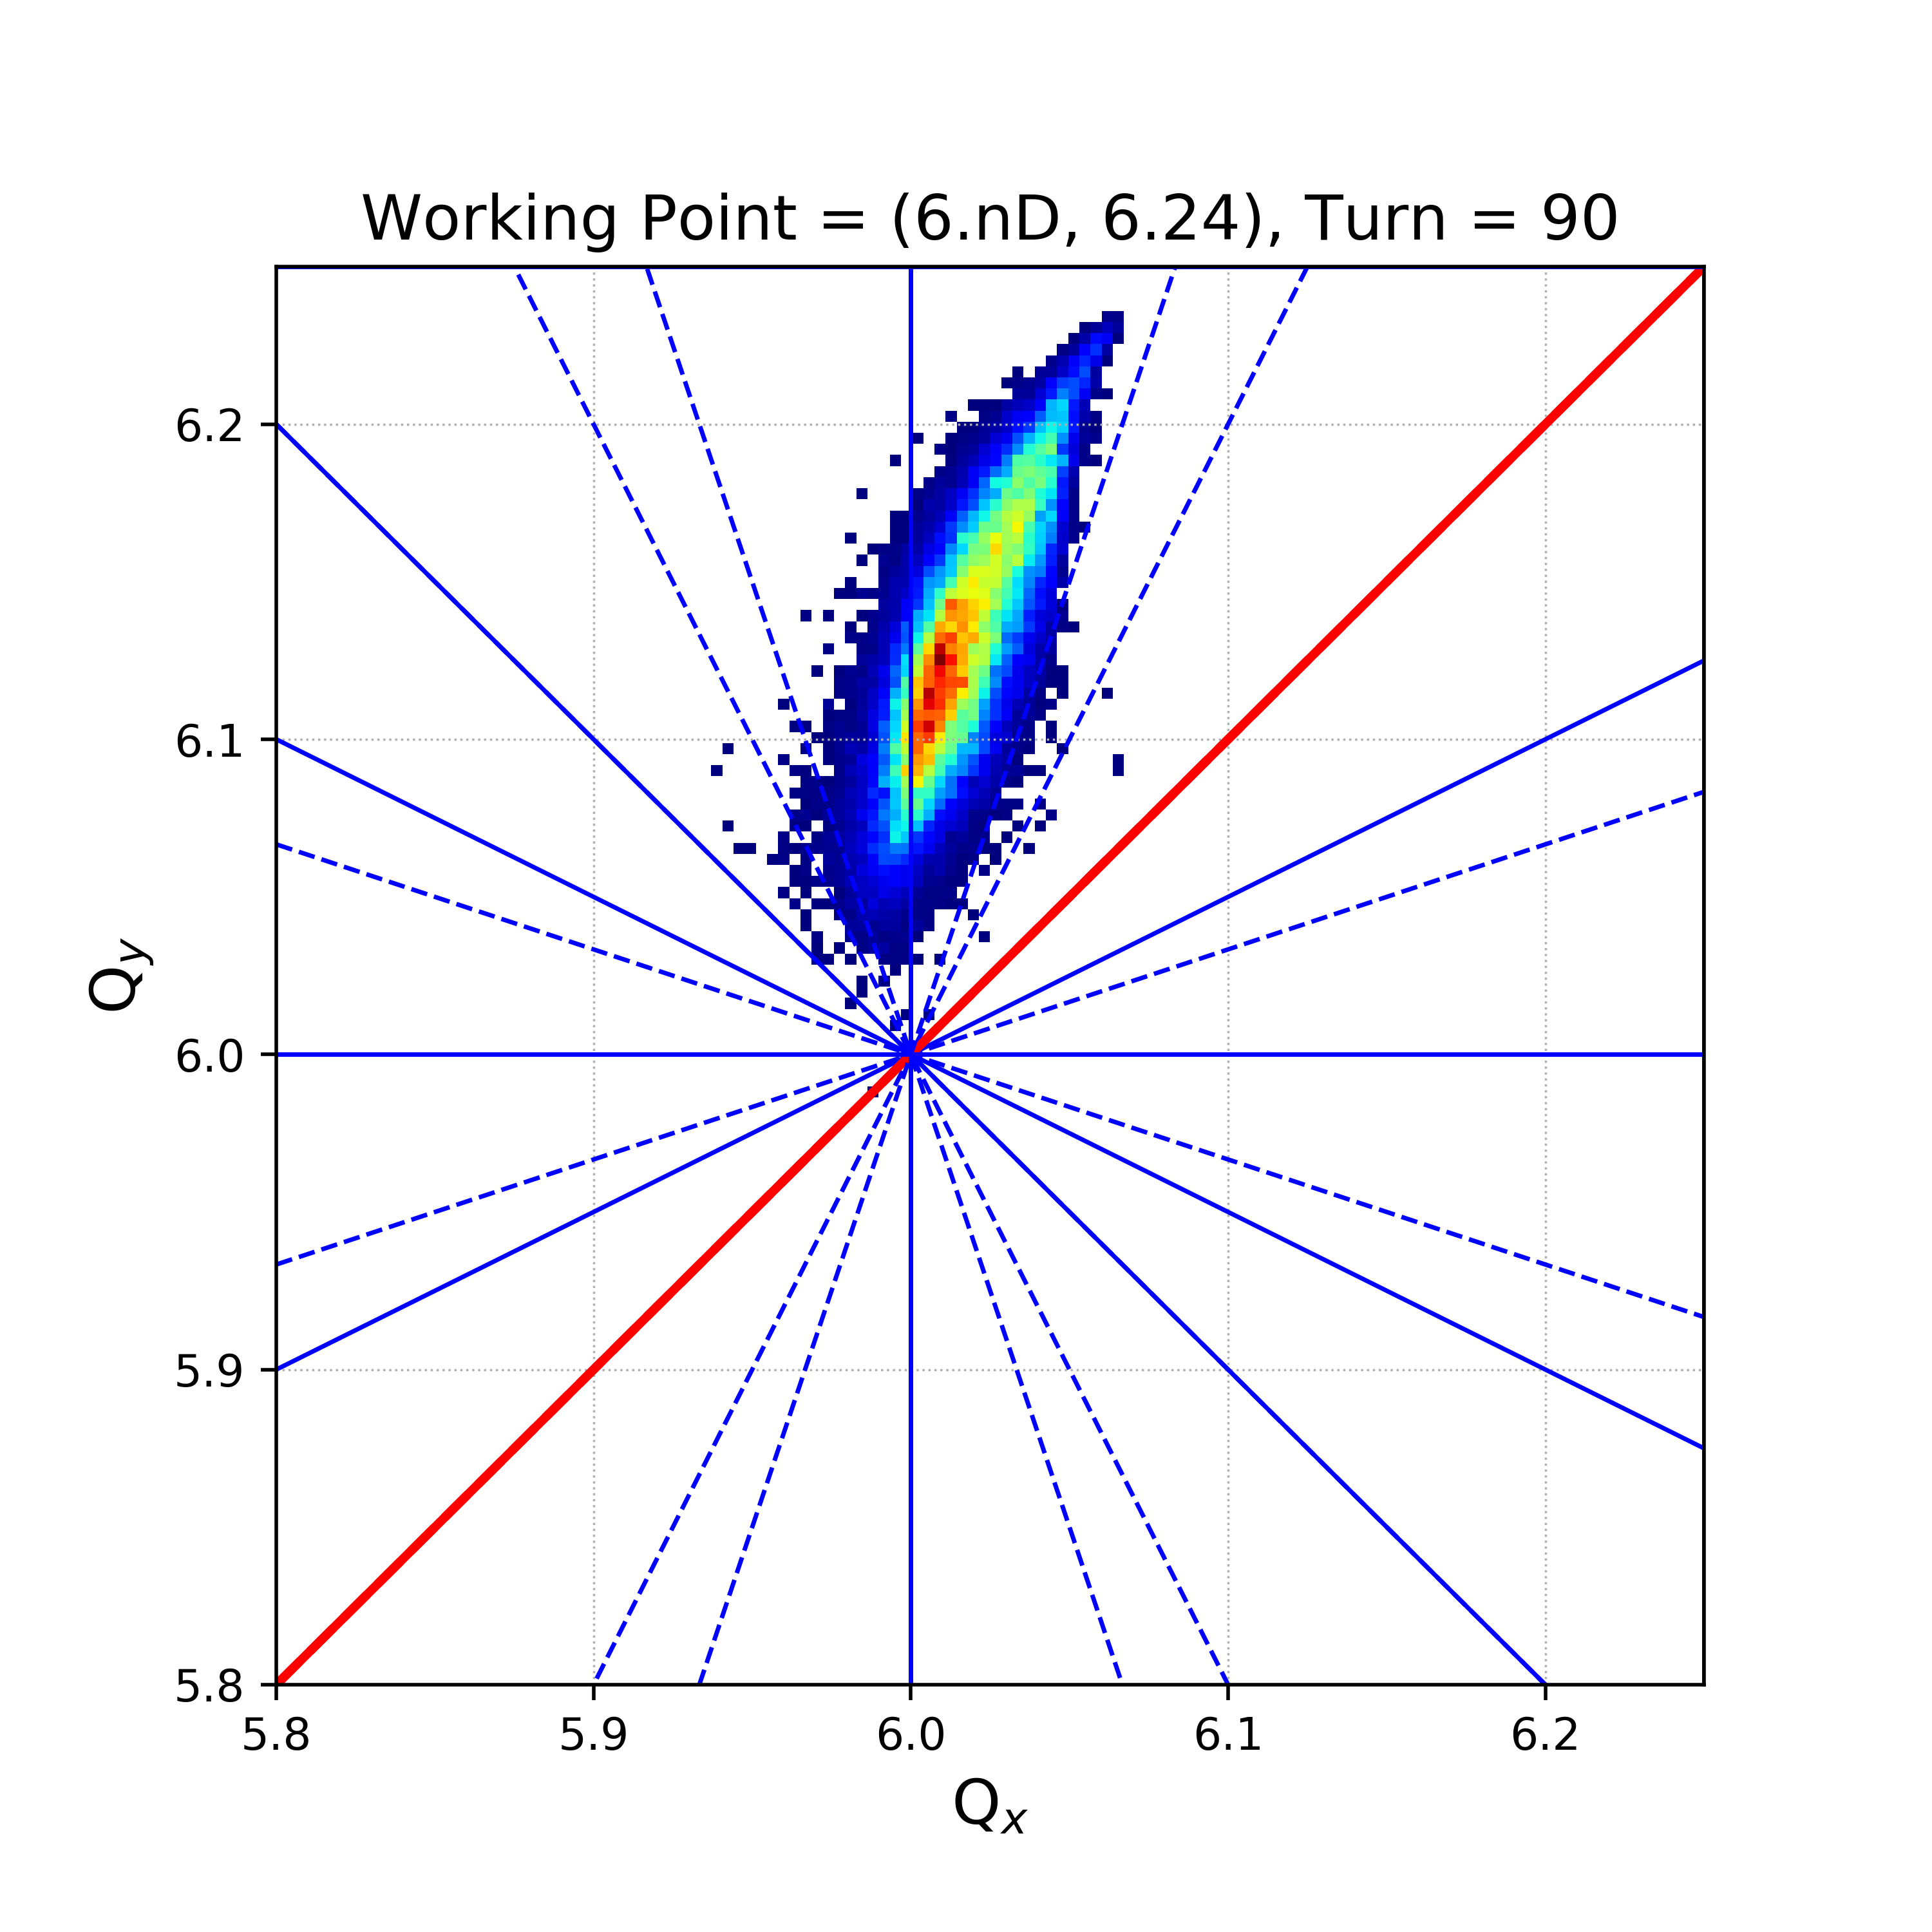 Working Point = (6.nD, 6.24), Turn = 90
6.2
6.1
6.0
5.9
5.8
Qy
5.8 5.9 6.0 6.1 6.2
Qx